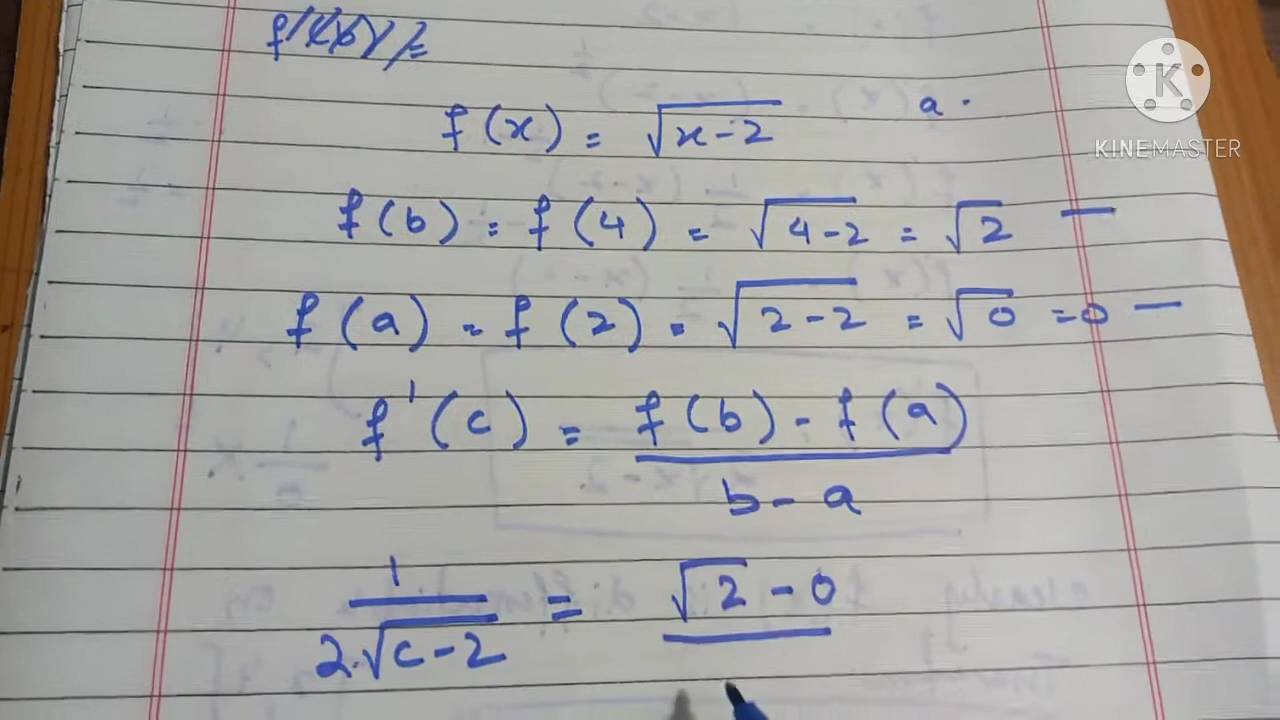 f(x) = √x-2 a.
K
KINEMASTER
f(b) = f(4) = √4-2 = √2 —
f(a) = f(2) = √2-2 = √0 = 0 —
f'(c) = f(b) - f(a)
b - a
1
2.√c-2 = √2 - 0